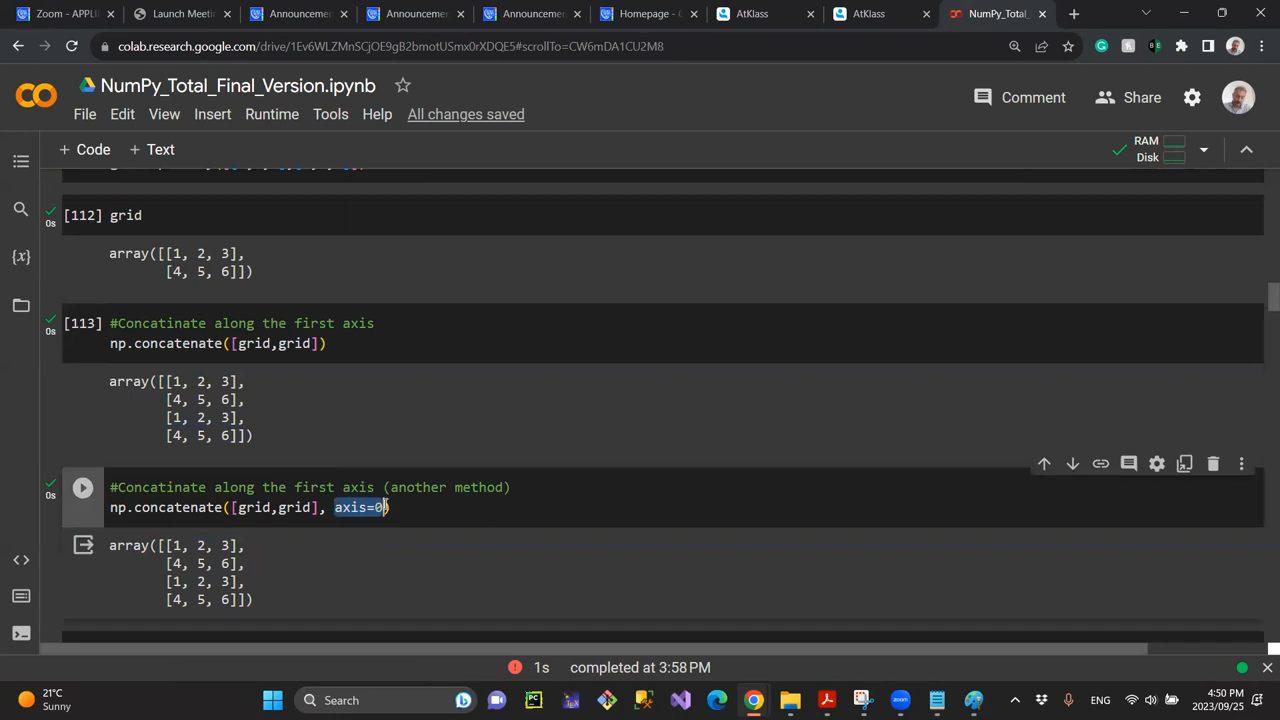 Zoom - APPLI
Launch Meeti
Announceme
Announceme
Announceme
Homepage - G
AtKlass
AtKlass
NumPy_Total_
colab.research.google.com/drive/1Ev6WLZMnSCjOE9gB2bmotUSmx0rXDQE5#scrollTo=CW6mDA1CU2M8
NumPy_Total_Final_Version.ipynb
Comment
Share
File Edit View Insert Runtime Tools Help All changes saved
+ Code + Text
RAM
Disk
[112] grid
0s
array([[1, 2, 3],
[4, 5, 6]])
[113] #Concatinate along the first axis
0s
np.concatenate([grid,grid])
array([[1, 2, 3],
[4, 5, 6],
[1, 2, 3],
[4, 5, 6]])
#Concatinate along the first axis (another method)
0s
np.concatenate([grid,grid], axis=0)
array([[1, 2, 3],
[4, 5, 6],
[1, 2, 3],
[4, 5, 6]])
1s completed at 3:58 PM
21°C
Sunny
Search
ENG
4:50 PM
2023/09/25